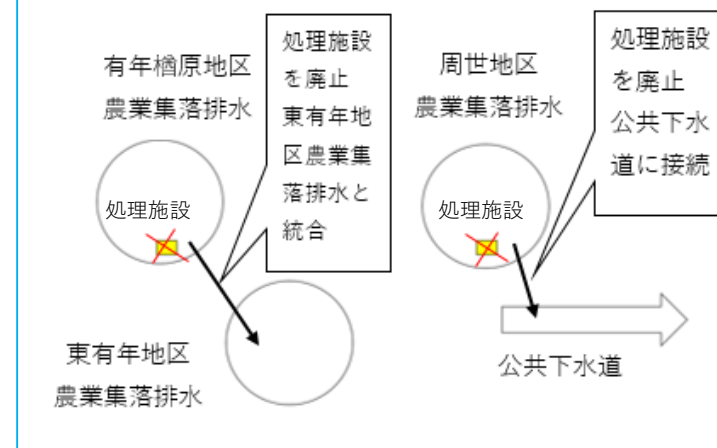 有年楢原地区
農業集落排水
処理施設
を廃止
東有年地
区農業集
落排水と
統合
処理施設
東有年地区
農業集落排水
周世地区
農業集落排水
処理施設
を廃止
公共下水
道に接続
処理施設
公共下水道